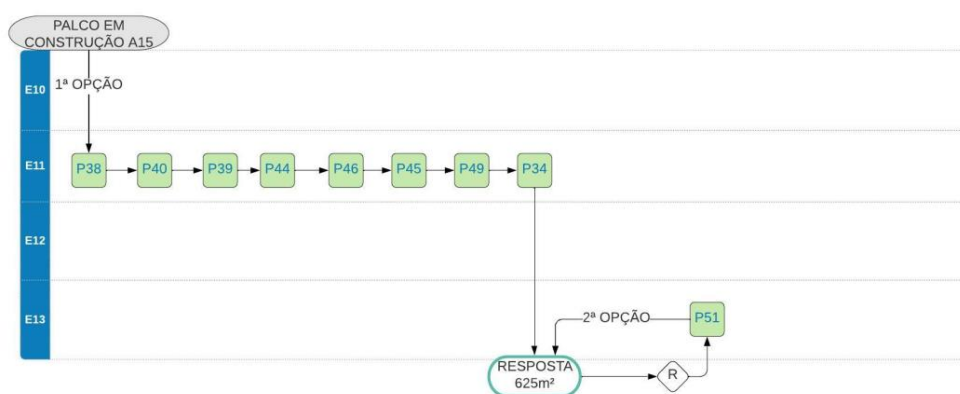 PALCO EM
CONSTRUÇÃO A15
E10
1ª OPÇÃO
E11
P38
P40
P39
P44
P46
P45
P49
P34
E12
E13
2ª OPÇÃO
P51
RESPOSTA
625m²
R